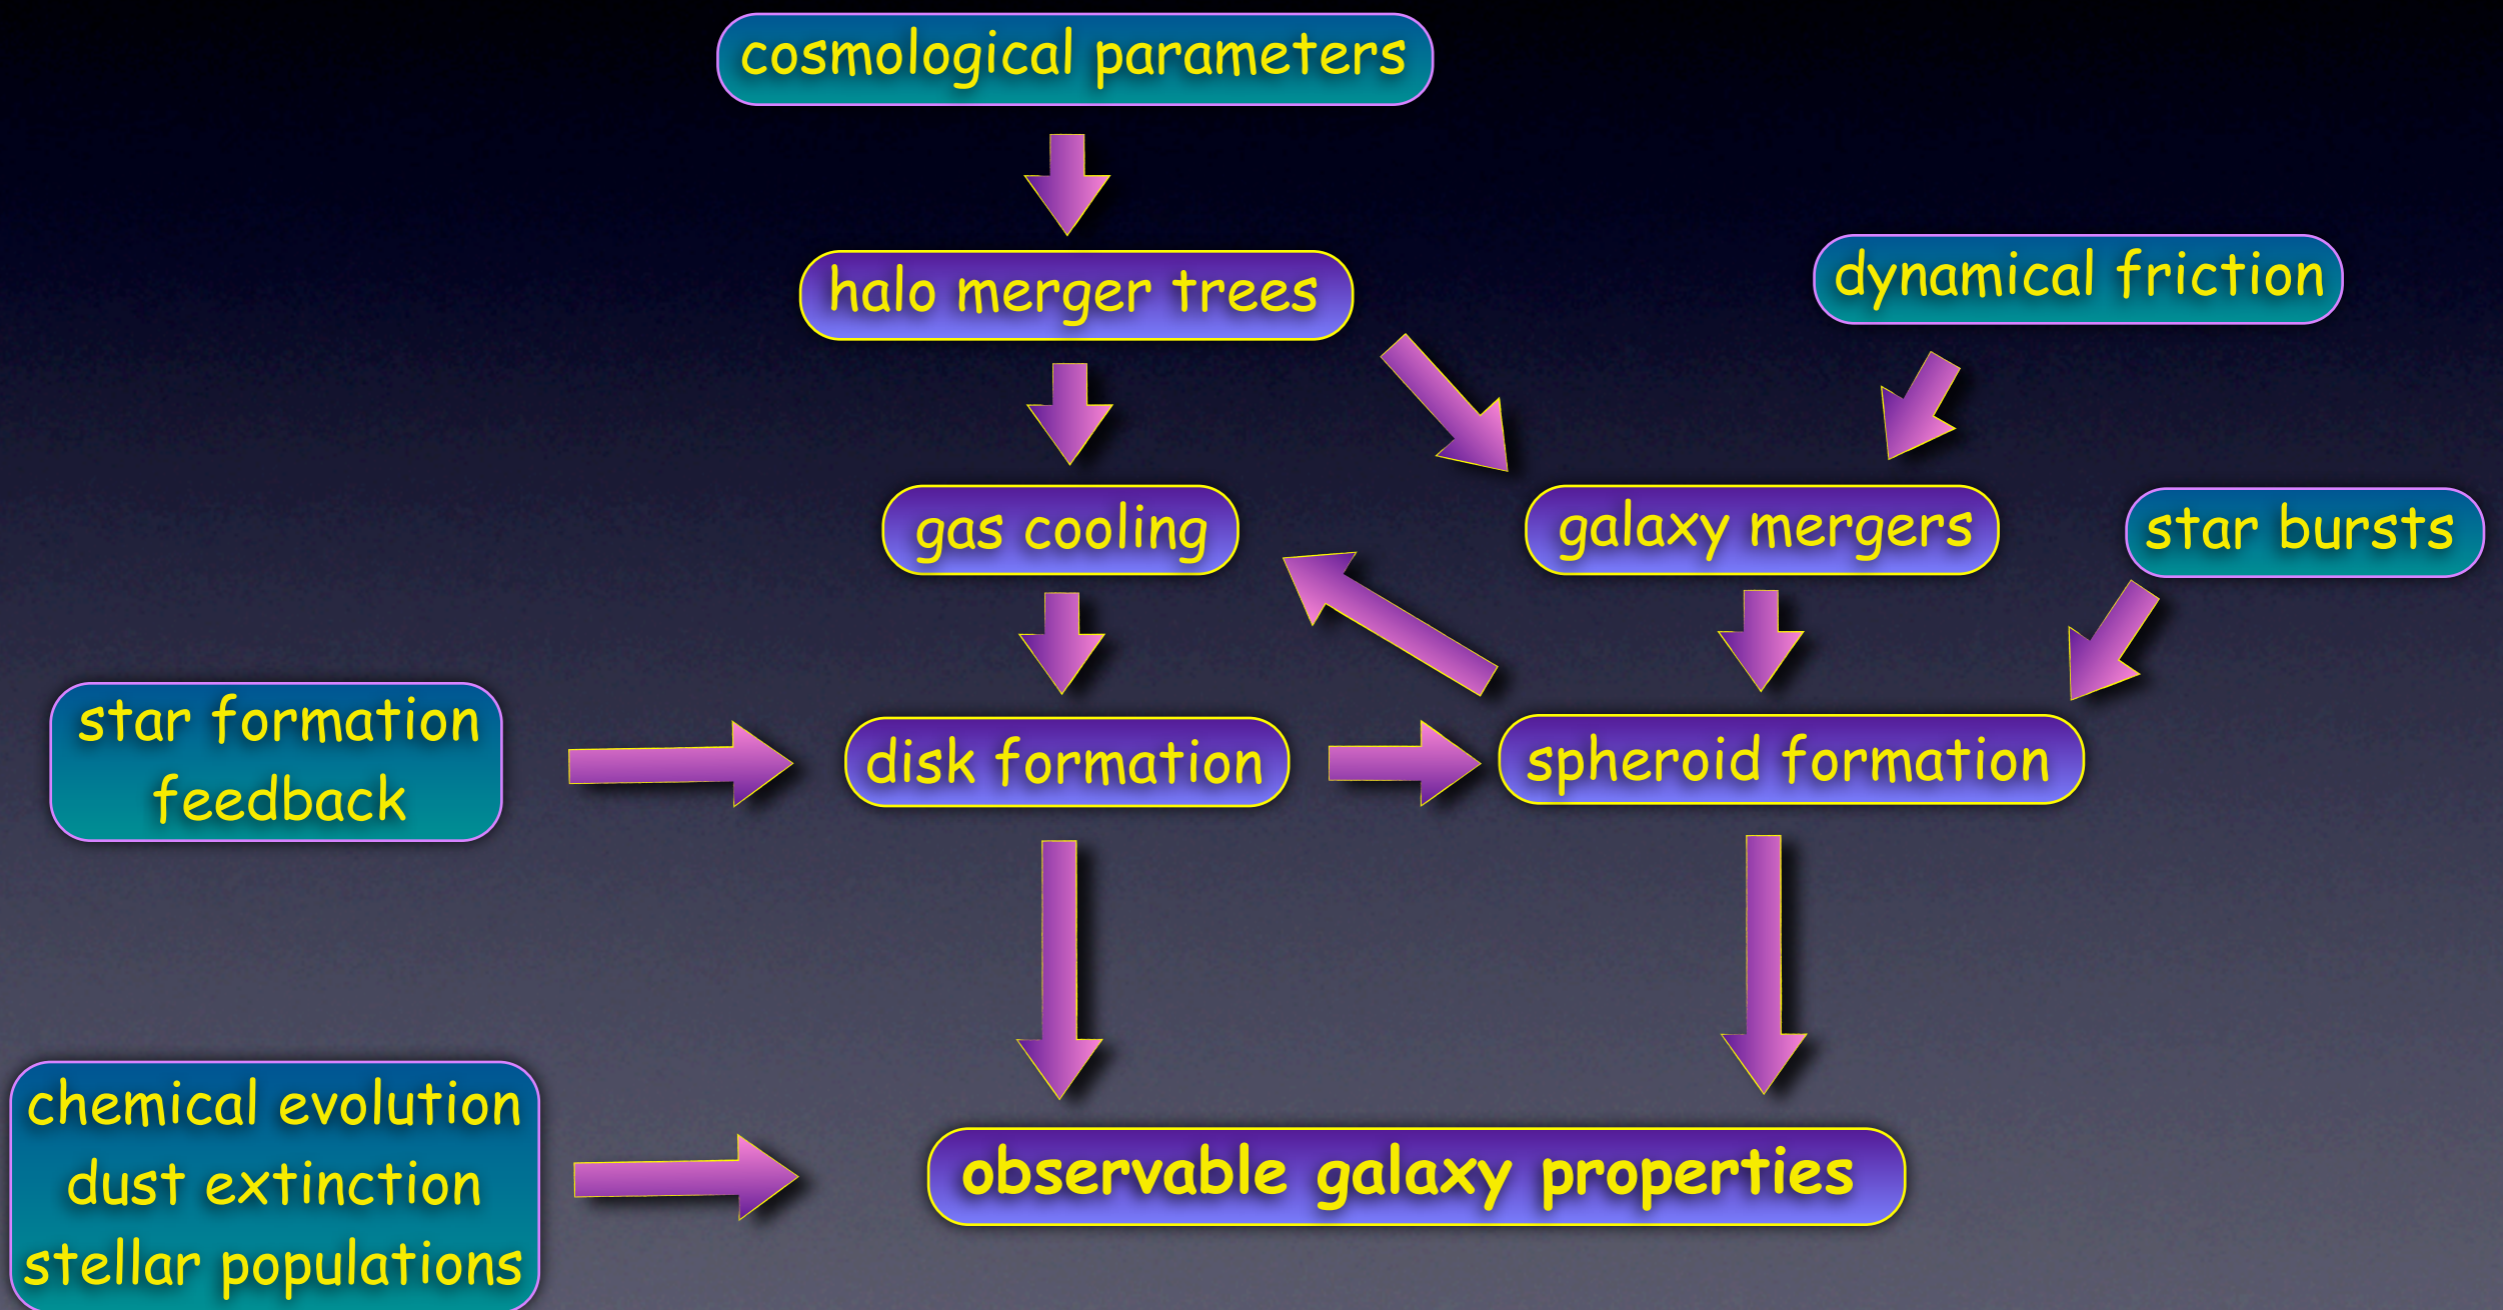 cosmological parameters
halo merger trees
dynamical friction
gas cooling
galaxy mergers
star bursts
star formation
feedback
disk formation
spheroid formation
chemical evolution
dust extinction
stellar populations
observable galaxy properties